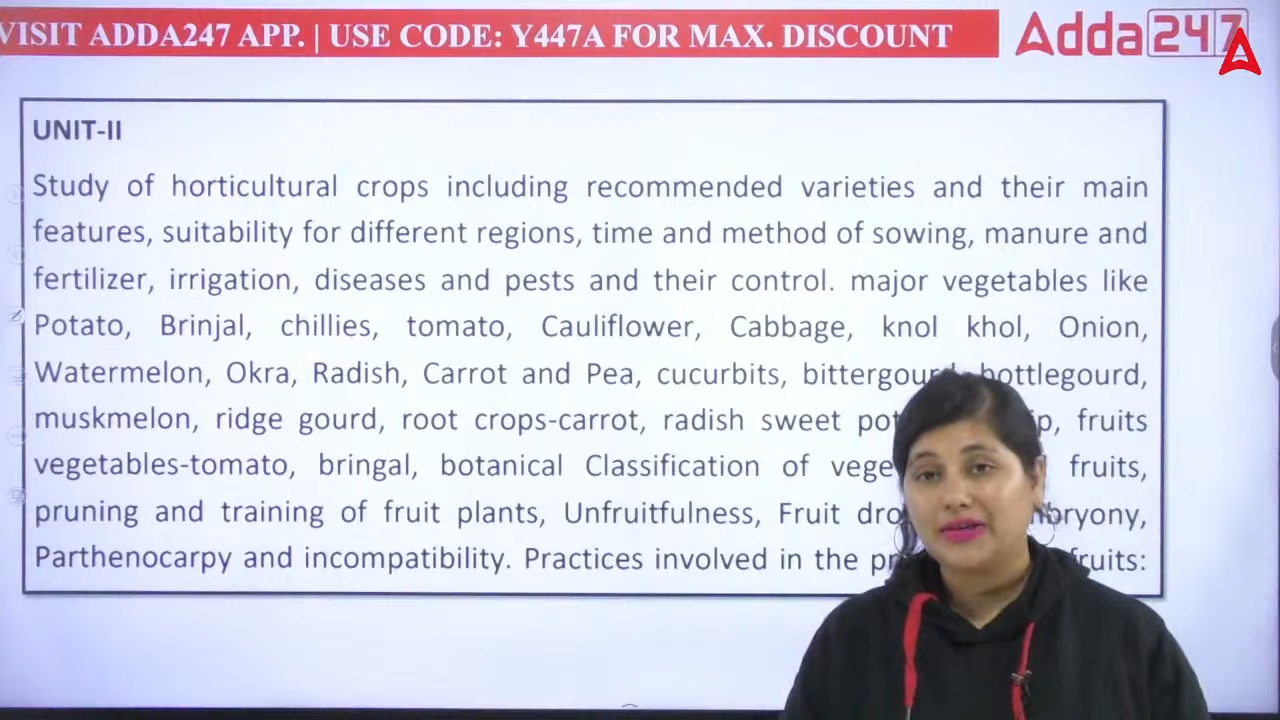 VISIT ADDA247 APP. | USE CODE: Y447A FOR MAX. DISCOUNT
Adda247
UNIT-II
Study of horticultural crops including recommended varieties and their main
features, suitability for different regions, time and method of sowing, manure and
fertilizer, irrigation, diseases and pests and their control. major vegetables like
Potato, Brinjal, chillies, tomato, Cauliflower, Cabbage, knol khol, Onion,
Watermelon, Okra, Radish, Carrot and Pea, cucurbits, bittergourd, bottlegourd,
muskmelon, ridge gourd, root crops-carrot, radish sweet fruits
vegetables-tomato, bringal, botanical Classification of fruits,
pruning and training of fruit plants, Unfruitfulness, Fruit
Parthenocarpy and incompatibility. Practices involved in the